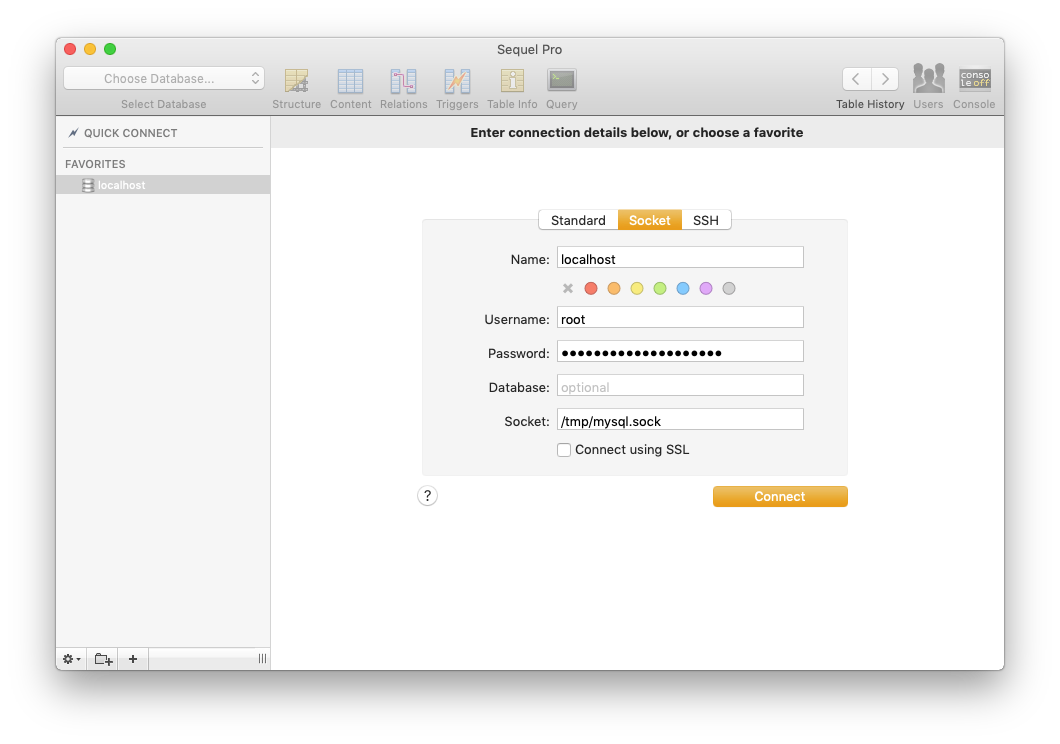 Sequel Pro
Choose Database...
Select Database
Structure
Content
Relations
Triggers
Table Info
Query
Table History
Users
conso
le off
Console
QUICK CONNECT
Enter connection details below, or choose a favorite
FAVORITES
localhost
Standard
Socket
SSH
Name: localhost
Username: root
Password: ●●●●●●●●●●●●●●●●●●●●
Database: optional
Socket: /tmp/mysql.sock
Connect using SSL
?
Connect